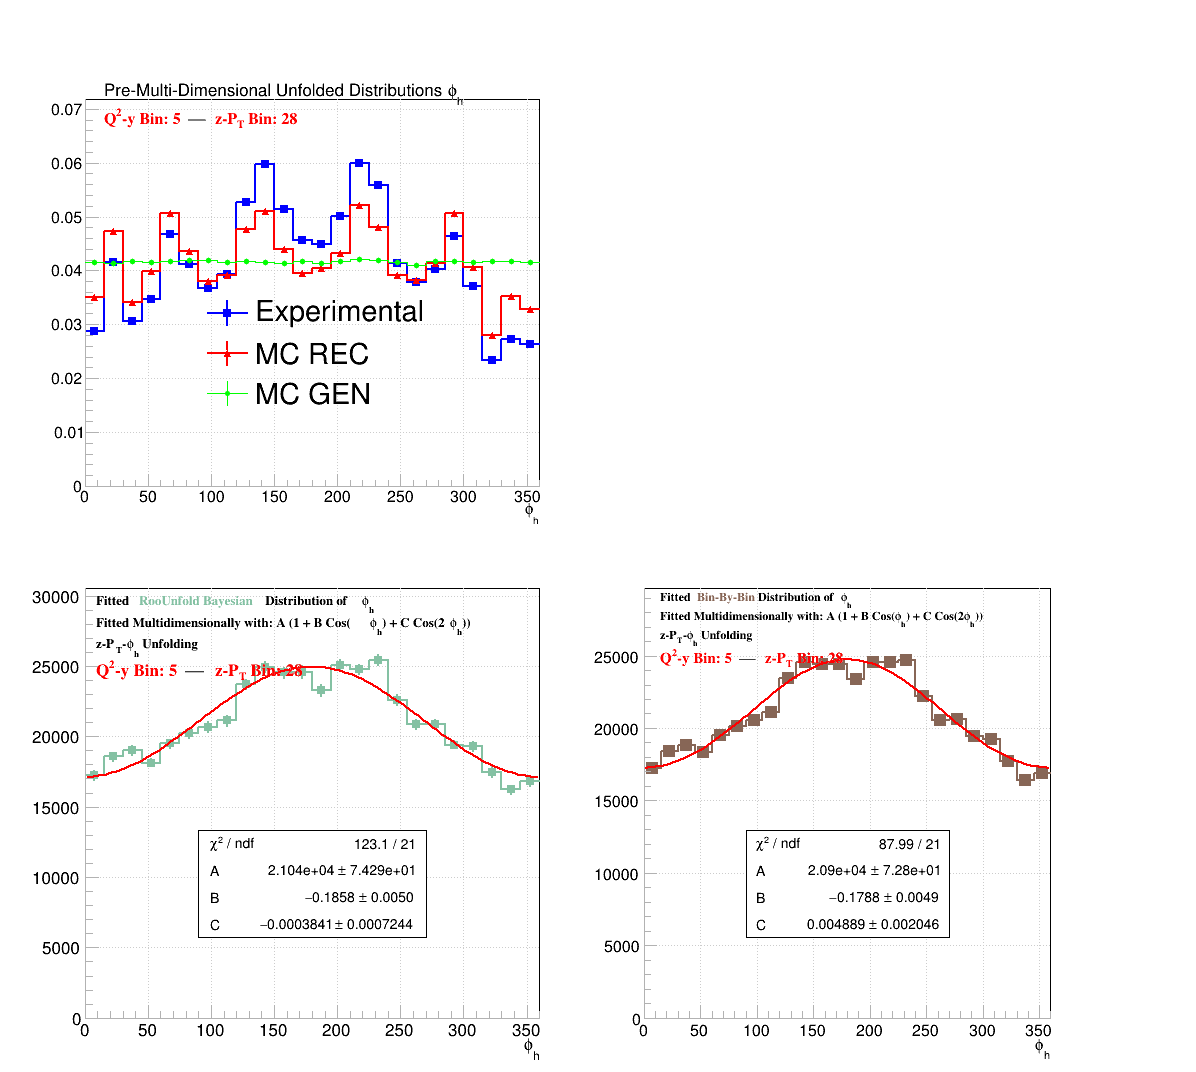 Pre-Multi-Dimensional Unfolded Distributions ϕh
Q2-y Bin: 5 — z-PT Bin: 28
0.07
0.06
0.05
0.04
0.03
0.02
0.01
0
Experimental
MC REC
MC GEN
0 50 100 150 200 250 300 350
ϕh
Fitted RooUnfold Bayesian Distribution of ϕh
Fitted Multidimensionally with: A (1 + B Cos( ϕh) + C Cos(2 ϕh))
z-PT-ϕh Unfolding
Q2-y Bin: 5 — z-PT Bin: 28
30000
25000
20000
15000
10000
5000
0
χ2 / ndf 123.1 / 21
A 2.104e+04 ± 7.429e+01
B −0.1858 ± 0.0050
C −0.0003841 ± 0.0007244
0 50 100 150 200 250 300 350
ϕh
Fitted Bin-By-Bin Distribution of ϕh
Fitted Multidimensionally with: A (1 + B Cos(ϕh) + C Cos(2ϕh))
z-PT-ϕh Unfolding
Q2-y Bin: 5 — z-PT Bin: 28
25000
20000
15000
10000
5000
0
χ2 / ndf 87.99 / 21
A 2.09e+04 ± 7.28e+01
B −0.1788 ± 0.0049
C 0.004889 ± 0.002046
0 50 100 150 200 250 300 350
ϕh